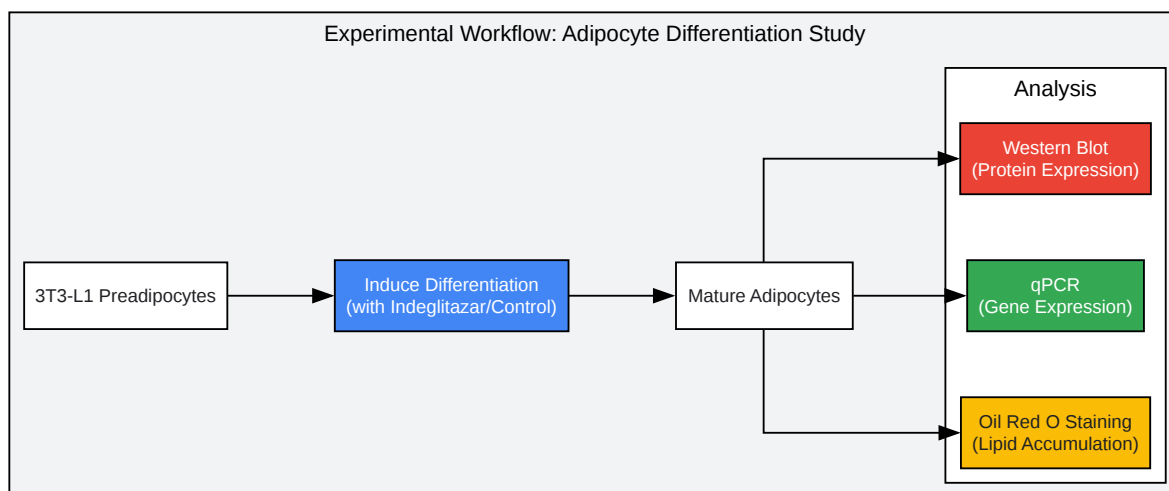 Experimental Workflow: Adipocyte Differentiation Study
Analysis
Western Blot
(Protein Expression)
3T3-L1 Preadipocytes
Induce Differentiation
(with Indeglitazar/Control)
Mature Adipocytes
qPCR
(Gene Expression)
Oil Red O Staining
(Lipid Accumulation)